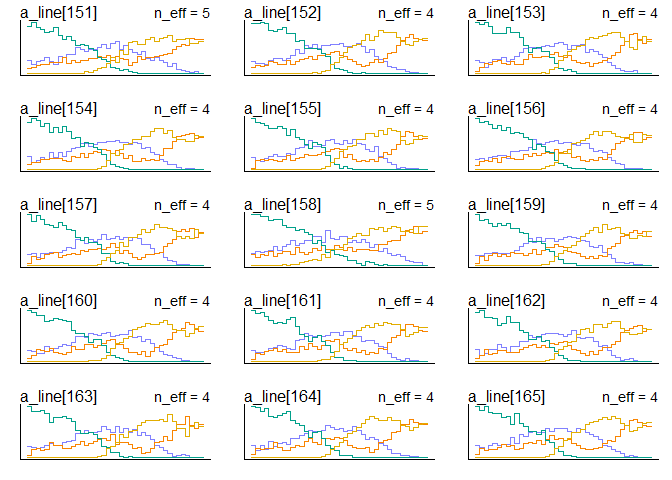 a_line[151] n_eff = 5 a_line[152] n_eff = 4 a_line[153] n_eff = 4
a_line[154] n_eff = 4 a_line[155] n_eff = 4 a_line[156] n_eff = 4
a_line[157] n_eff = 4 a_line[158] n_eff = 5 a_line[159] n_eff = 4
a_line[160] n_eff = 4 a_line[161] n_eff = 4 a_line[162] n_eff = 4
a_line[163] n_eff = 4 a_line[164] n_eff = 4 a_line[165] n_eff = 4